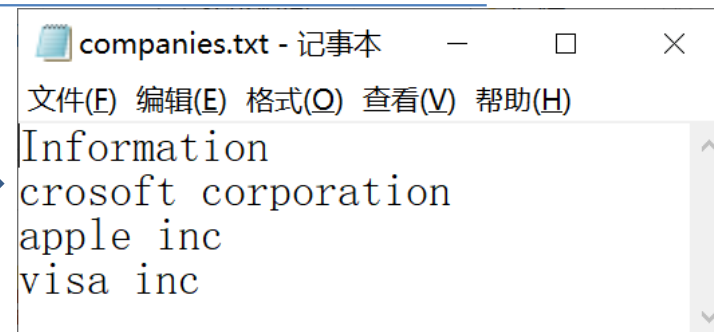 companies.txt - 记事本
文件(F) 编辑(E) 格式(O) 查看(V) 帮助(H)
Information
crosoft corporation
apple inc
visa inc